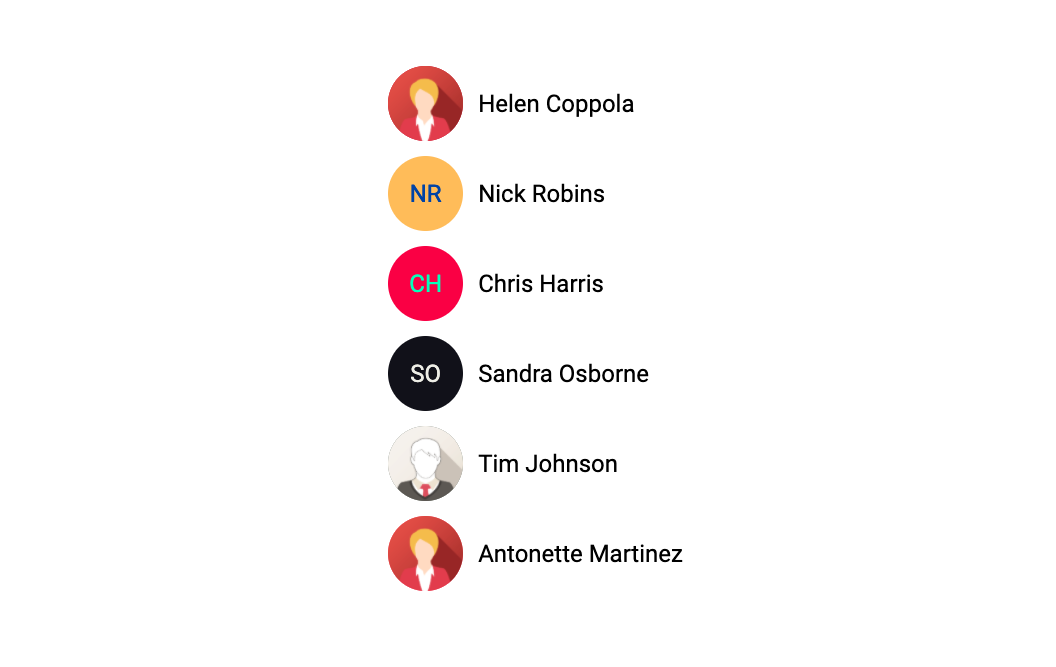 Helen Coppola
NR Nick Robins
CH Chris Harris
SO Sandra Osborne
Tim Johnson
Antonette Martinez